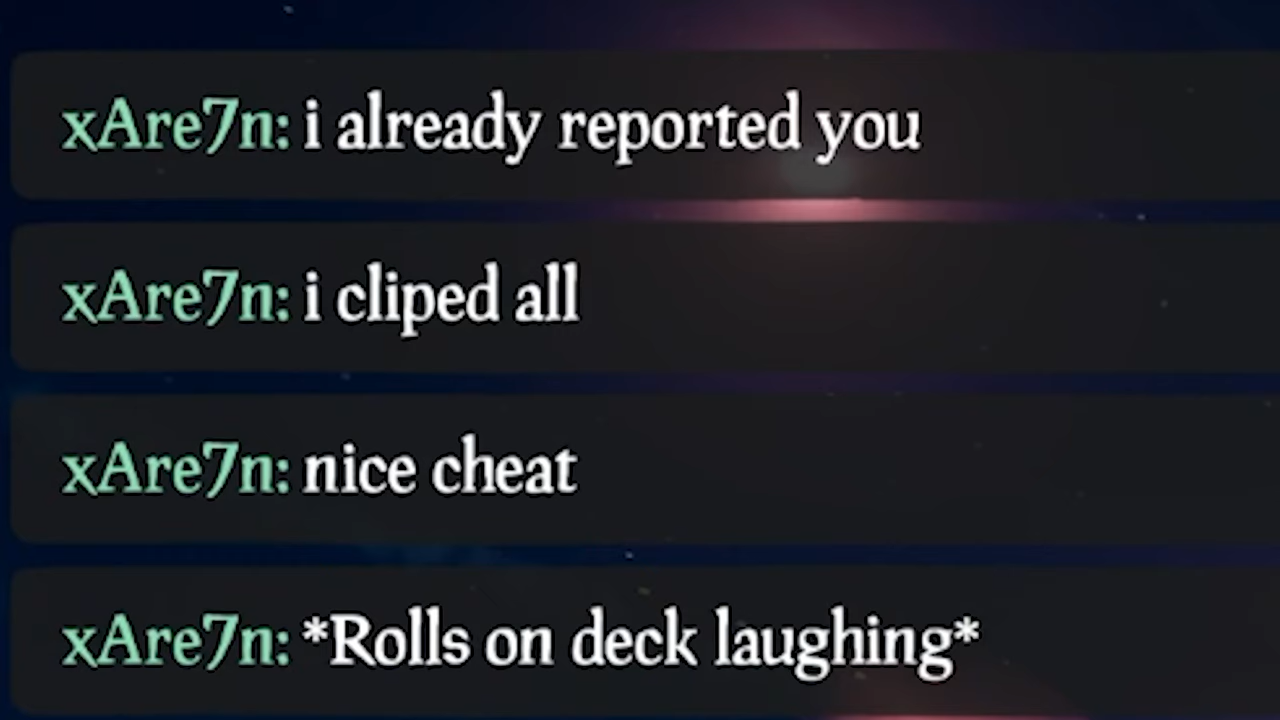 xAre7n: i already reported you
xAre7n: i cliped all
xAre7n: nice cheat
xAre7n: *Rolls on deck laughing*